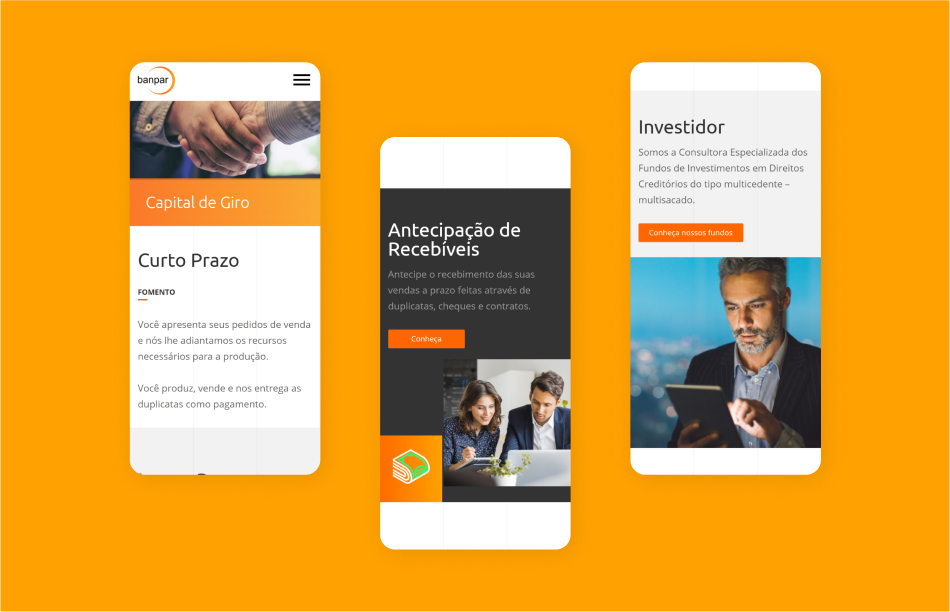 banpar
Capital de Giro
Curto Prazo
FOMENTO
Você apresenta seus pedidos de venda
e nós lhe adiantamos os recursos
necessários para a produção.
Você produz, vende e nos entrega as
duplicatas como pagamento.
Antecipação de
Recebíveis
Antecipe o recebimento das suas
vendas a prazo feitas através de
duplicatas, cheques e contratos.
Conheça
Investidor
Somos a Consultora Especializada dos
Fundos de Investimentos em Direitos
Creditórios do tipo multicedente –
multisacado.
Conheça nossos fundos